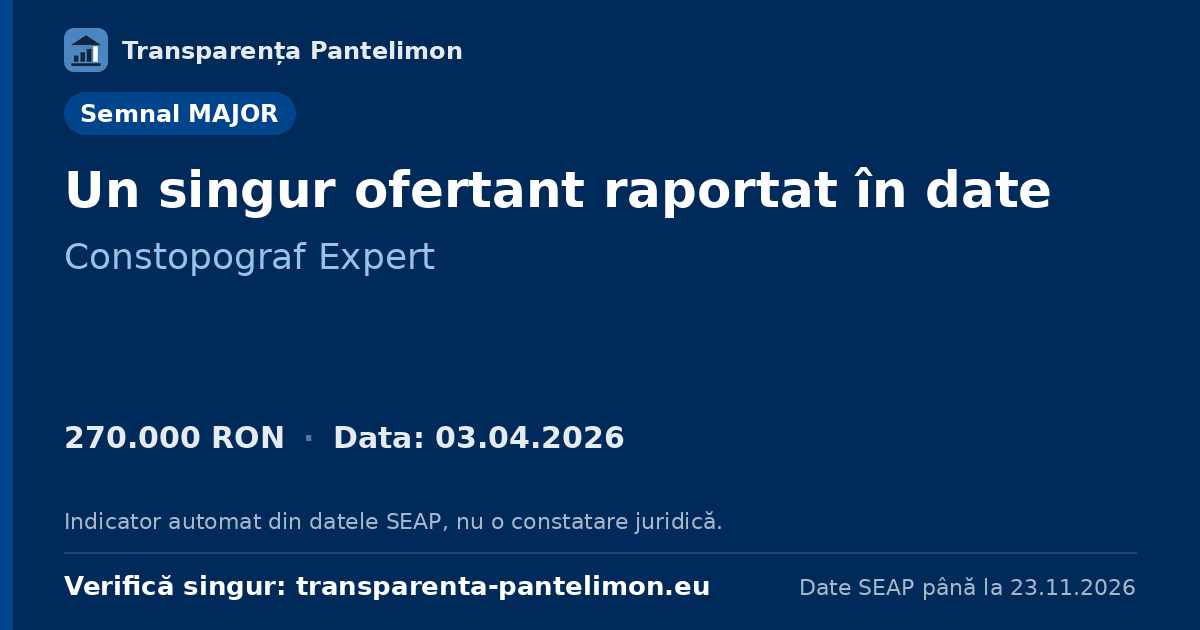 Transparența Pantelimon
Semnal MAJOR
Un singur ofertant raportat în date
Constopograf Expert
270.000 RON · Data: 03.04.2026
Indicator automat din datele SEAP, nu o constatare juridică.
Verifică singur: transparenta-pantelimon.eu
Date SEAP până la 23.11.2026